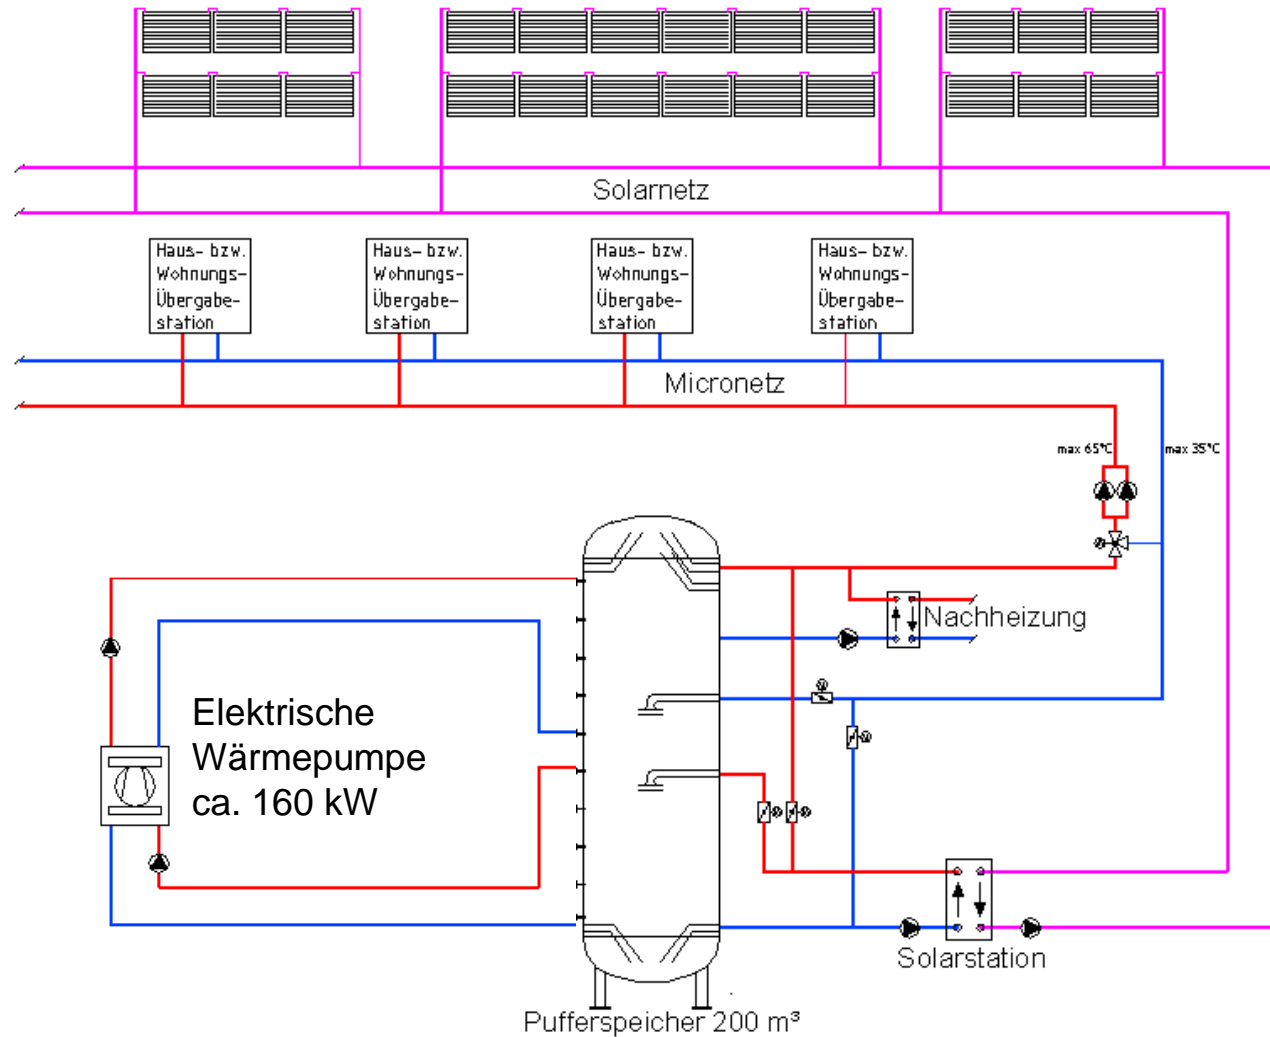 Solarnetz
Haus- bzw.
Wohnungs-
Übergabe-
station
Haus- bzw.
Wohnungs-
Übergabe-
station
Haus- bzw.
Wohnungs-
Übergabe-
station
Haus- bzw.
Wohnungs-
Übergabe-
station
Micronetz
max 65°C
max 35°C
Nachheizung
Elektrische
Wärmepumpe
ca. 160 kW
Solarstation
Pufferspeicher 200 m³